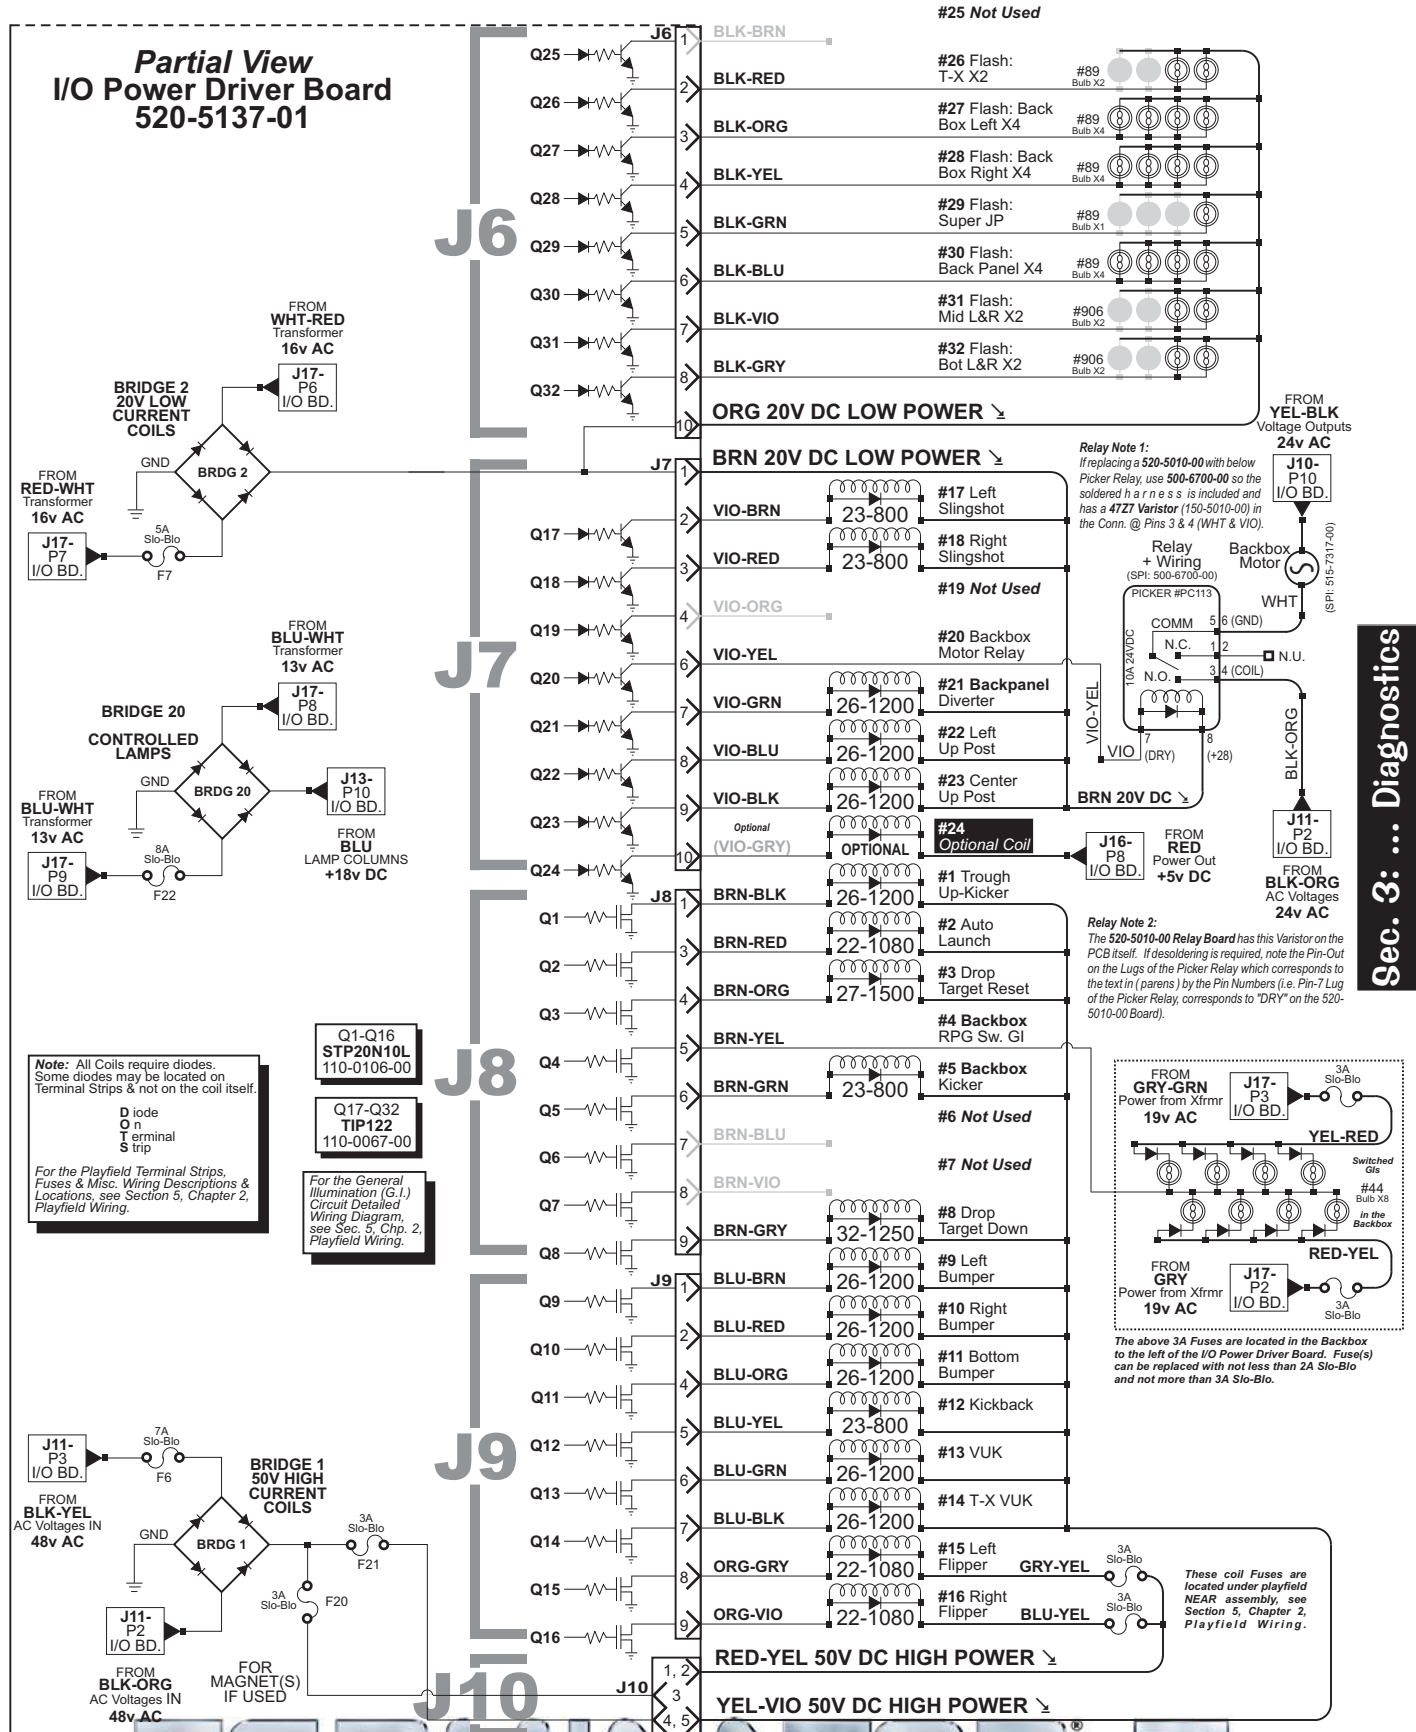 Partial View
I/O Power Driver Board
520-5137-01
J6
Q25
Q26
Q27
Q28
Q29
Q30
Q31
Q32
J6
1
2
3
4
5
6
7
8
10
BLK-BRN
BLK-RED
BLK-ORG
BLK-YEL
BLK-GRN
BLK-BLU
BLK-VIO
BLK-GRY
ORG 20V DC LOW POWER
#25 Not Used
#26 Flash:
T-X X2
#89
Bulb X2
#27 Flash: Back
Box Left X4
#89
Bulb X4
#28 Flash: Back
Box Right X4
#89
Bulb X4
#29 Flash:
Super JP
#89
Bulb X1
#30 Flash:
Back Panel X4
#89
Bulb X4
#31 Flash:
Mid L&R X2
#906
Bulb X2
#32 Flash:
Bot L&R X2
#906
Bulb X2
FROM
WHT-RED
Transformer
16v AC
J17-
P6
I/O BD.
BRIDGE 2
20V LOW
CURRENT
COILS
GND
BRDG 2
FROM
RED-WHT
Transformer
16v AC
J17-
P7
I/O BD.
5A
Slo-Blo
F7
FROM
BLU-WHT
Transformer
13v AC
J17-
P8
I/O BD.
BRIDGE 20
CONTROLLED
LAMPS
GND
BRDG 20
J13-
P10
I/O BD.
FROM
BLU
LAMP COLUMNS
+18v DC
FROM
BLU-WHT
Transformer
13v AC
J17-
P9
I/O BD.
8A
Slo-Blo
F22
J7
Q17
Q18
Q19
Q20
Q21
Q22
Q23
Q24
J7
1
2
3
4
6
7
8
9
10
BRN 20V DC LOW POWER
VIO-BRN
23-800
#17 Left
Slingshot
VIO-RED
23-800
#18 Right
Slingshot
VIO-ORG
#19 Not Used
VIO-YEL
#20 Backbox
Motor Relay
VIO-GRN
26-1200
#21 Backpanel
Diverter
VIO-BLU
26-1200
#22 Left
Up Post
VIO-BLK
26-1200
#23 Center
Up Post
Optional
(VIO-GRY)
OPTIONAL
#24
Optional Coil
Relay Note 1:
If replacing a 520-5010-00 with below
Picker Relay, use 500-6700-00 so the
soldered h a r n e s s is included and
has a 47Z7 Varistor (150-5010-00) in
the Conn. @ Pins 3 & 4 (WHT & VIO).
FROM
YEL-BLK
Voltage Outputs
24v AC
J10-
P10
I/O BD.
Relay
+ Wiring
(SPI: 500-6700-00)
PICKER #PC113
Backbox
Motor
(SPI: 515-7317-00)
WHT
10A 24VDC
COMM
N.C.
N.O.
5 6 (GND)
1 2
N.U.
3 4 (COIL)
VIO-YEL
VIO
7
(DRY)
8
(+28)
BLK-ORG
BRN 20V DC
J16-
P8
I/O BD.
FROM
RED
Power Out
+5v DC
J11-
P2
I/O BD.
FROM
BLK-ORG
AC Voltages
24v AC
Relay Note 2:
The 520-5010-00 Relay Board has this Varistor on the
PCB itself. If desoldering is required, note the Pin-Out
on the Lugs of the Picker Relay which corresponds to
the text in ( parens ) by the Pin Numbers (i.e. Pin-7 Lug
of the Picker Relay, corresponds to "DRY" on the 520-
5010-00 Board).
Sec. 3: ... Diagnostics
J8
Q1
Q2
Q3
Q4
Q5
Q6
Q7
Q8
J8
1
3
4
5
6
7
8
9
BRN-BLK
26-1200
#1 Trough
Up-Kicker
BRN-RED
22-1080
#2 Auto
Launch
BRN-ORG
27-1500
#3 Drop
Target Reset
BRN-YEL
#4 Backbox
RPG Sw. GI
BRN-GRN
23-800
#5 Backbox
Kicker
BRN-BLU
#6 Not Used
BRN-VIO
#7 Not Used
BRN-GRY
32-1250
#8 Drop
Target Down
Note: All Coils require diodes.
Some diodes may be located on
Terminal Strips & not on the coil itself.
D iode
O n
T erminal
S trip
For the Playfield Terminal Strips,
Fuses & Misc. Wiring Descriptions &
Locations, see Section 5, Chapter 2,
Playfield Wiring.
Q1-Q16
STP20N10L
110-0106-00
Q17-Q32
TIP122
110-0067-00
For the General
Illumination (G.I.)
Circuit Detailed
Wiring Diagram,
see Sec. 5, Chp. 2,
Playfield Wiring.
FROM
GRY-GRN
Power from Xfrmr
19v AC
J17-
P3
I/O BD.
3A
Slo-Blo
YEL-RED
Switched
GIs
#44
Bulb X8
in the
Backbox
RED-YEL
FROM
GRY
Power from Xfrmr
19v AC
J17-
P2
I/O BD.
3A
Slo-Blo
The above 3A Fuses are located in the Backbox
to the left of the I/O Power Driver Board. Fuse(s)
can be replaced with not less than 2A Slo-Blo
and not more than 3A Slo-Blo.
J9
Q9
Q10
Q11
Q12
Q13
Q14
Q15
Q16
J9
1
2
4
5
6
7
8
9
BLU-BRN
26-1200
#9 Left
Bumper
BLU-RED
26-1200
#10 Right
Bumper
BLU-ORG
26-1200
#11 Bottom
Bumper
BLU-YEL
23-800
#12 Kickback
BLU-GRN
26-1200
#13 VUK
BLU-BLK
26-1200
#14 T-X VUK
ORG-GRY
22-1080
#15 Left
Flipper
GRY-YEL
3A
Slo-Blo
ORG-VIO
22-1080
#16 Right
Flipper
BLU-YEL
3A
Slo-Blo
These coil Fuses are
located under playfield
NEAR assembly, see
Section 5, Chapter 2,
Playfield Wiring.
J11-
P3
I/O BD.
7A
Slo-Blo
F6
FROM
BLK-YEL
AC Voltages IN
48v AC
BRIDGE 1
50V HIGH
CURRENT
COILS
GND
BRDG 1
3A
Slo-Blo
F21
3A
Slo-Blo
F20
J11-
P2
I/O BD.
FROM
BLK-ORG
AC Voltages IN
48v AC
FOR
MAGNET(S)
IF USED
J10
J10
1, 2
3
4, 5
RED-YEL 50V DC HIGH POWER
YEL-VIO 50V DC HIGH POWER
®